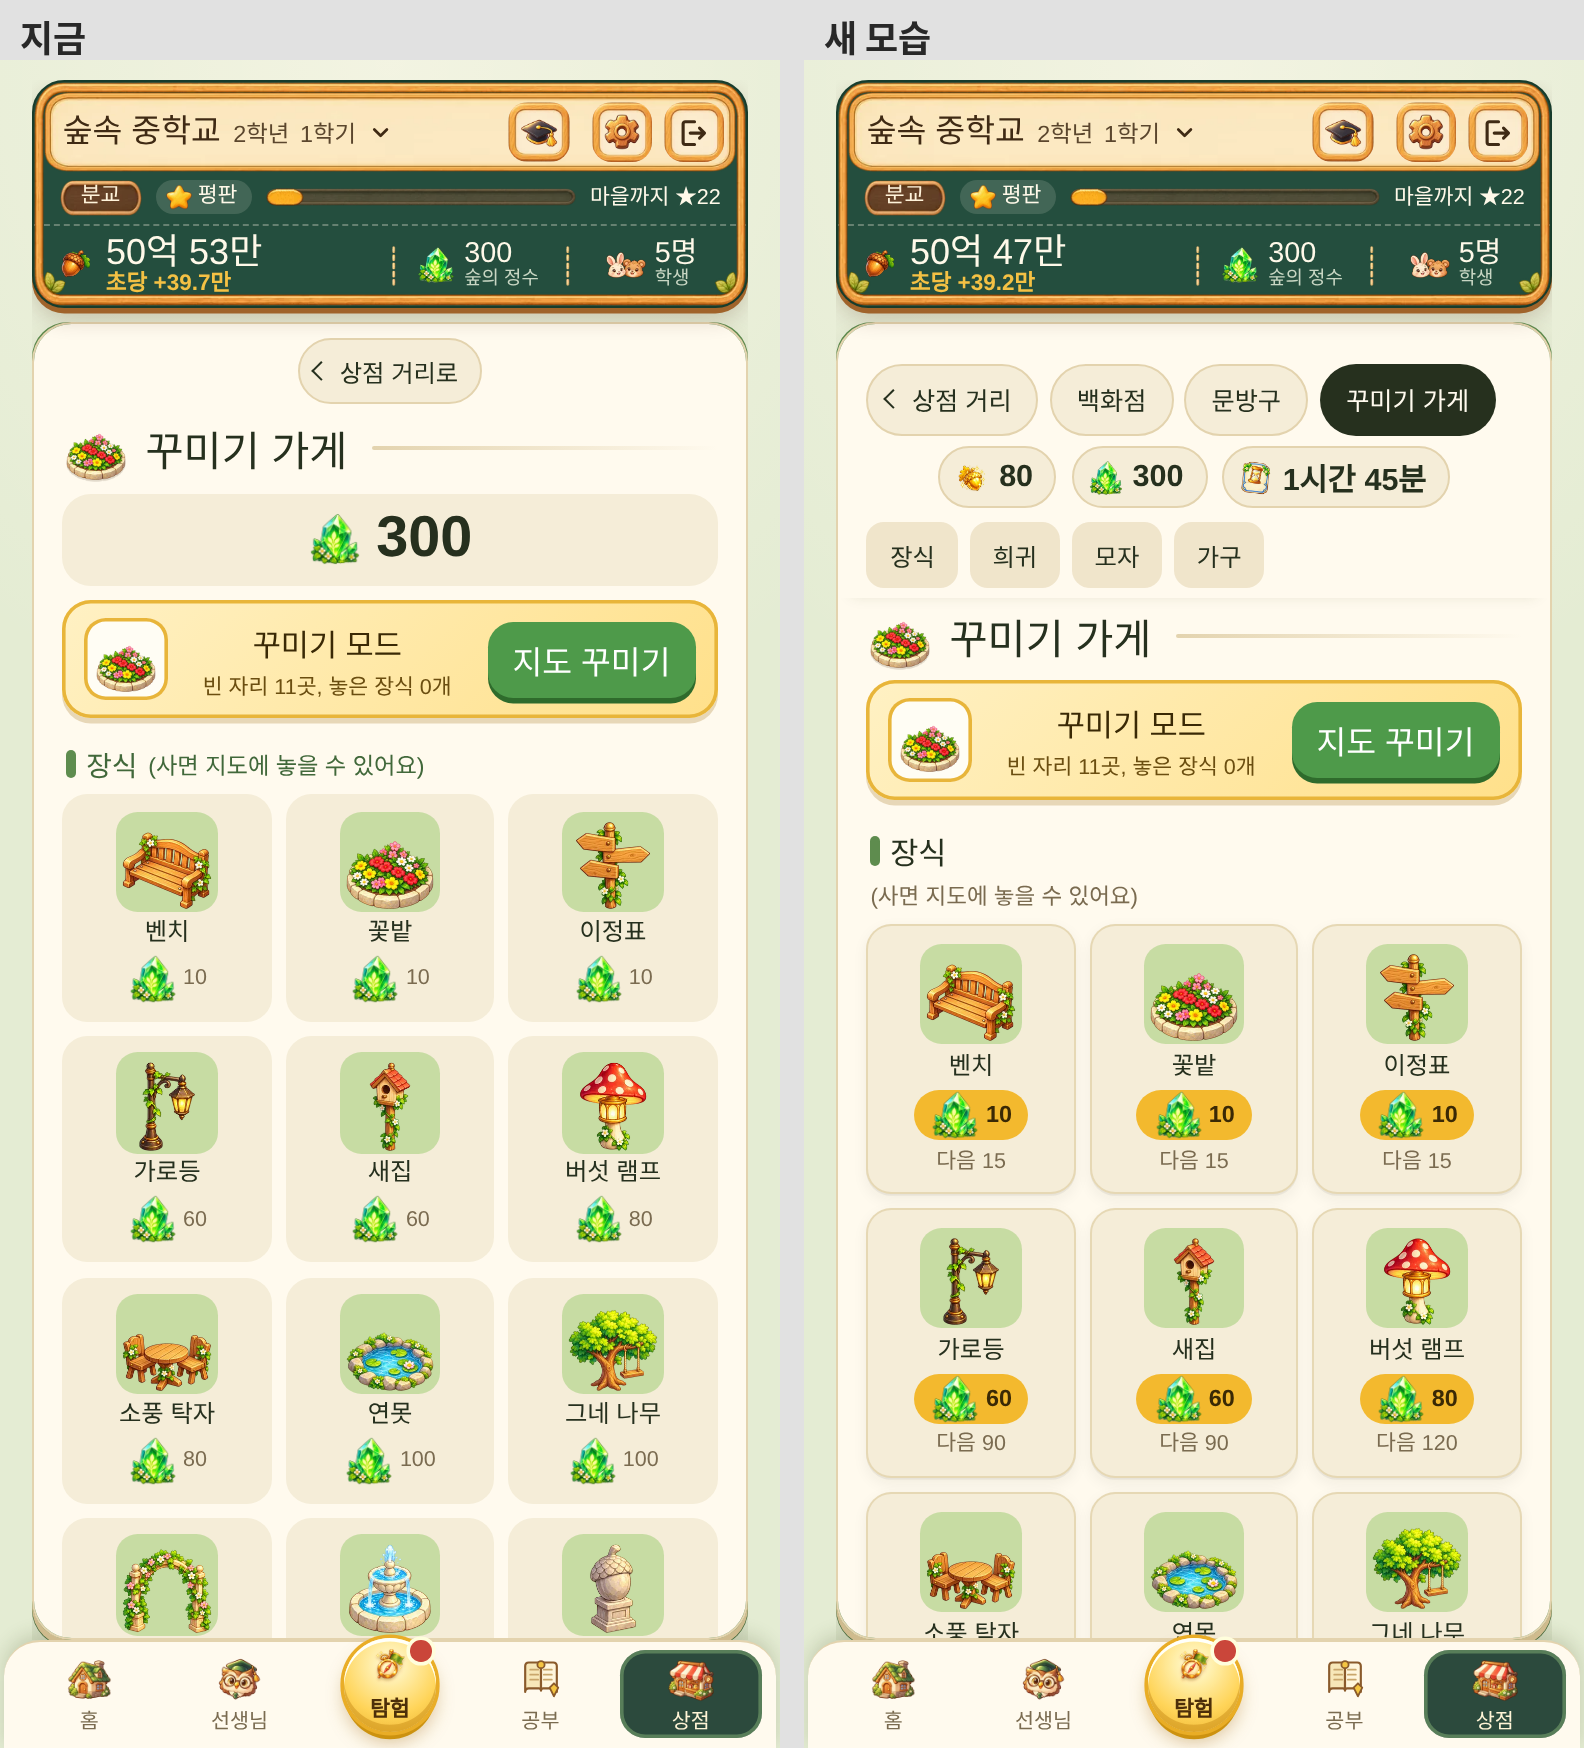 지금
숲속 중학교 2학년 1학기
분교 평판 마을까지 ★22
50억 53만 300 5명
초당 +39.7만 숲의 정수 학생
상점 거리로
꾸미기 가게
300
꾸미기 모드
빈 자리 11곳, 놓은 장식 0개
지도 꾸미기
장식 (사면 지도에 놓을 수 있어요)
벤치 꽃밭 이정표
10 10 10
가로등 새집 버섯 램프
60 60 80
소풍 탁자 연못 그네 나무
80 100 100
홈 선생님 탐험 공부 상점
새 모습
숲속 중학교 2학년 1학기
분교 평판 마을까지 ★22
50억 47만 300 5명
초당 +39.2만 숲의 정수 학생
상점 거리 백화점 문방구 꾸미기 가게
80 300 1시간 45분
장식 희귀 모자 가구
꾸미기 가게
꾸미기 모드
빈 자리 11곳, 놓은 장식 0개
지도 꾸미기
장식
(사면 지도에 놓을 수 있어요)
벤치 꽃밭 이정표
10 10 10
다음 15 다음 15 다음 15
가로등 새집 버섯 램프
60 60 80
다음 90 다음 90 다음 120
소풍 탁자 연못 그네 나무
홈 선생님 탐험 공부 상점